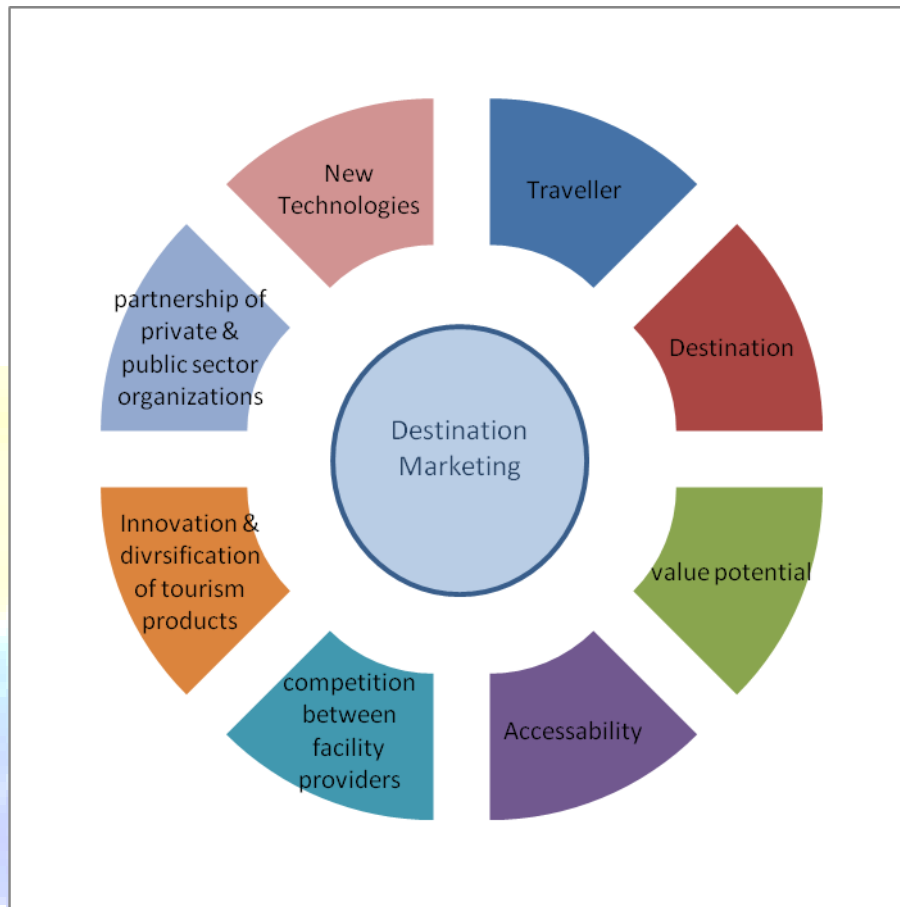 New
Technologies
Traveller
partnership of
private &
public sector
organizations
Destination
Destination
Marketing
Innovation &
divrsification
of tourism
products
value potential
competition
between
facility
providers
Accessability